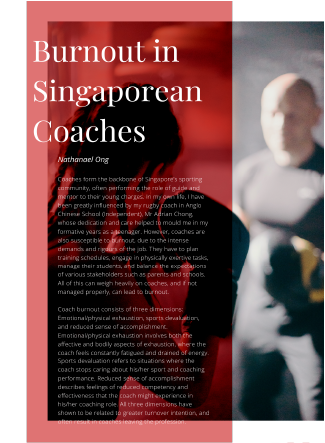 Burnout in
Singaporean
Coaches
Nathanael Ong
Coaches form the backbone of Singapore's sporting
community, often performing the role of guide and
mentor to their young charges. In my own life, I have
been greatly influenced by my rugby coach in Anglo
Chinese School (Independent), Mr Adrian Chong,
whose dedication and care helped to mould me in my
formative years as a teenager. However, coaches are
also susceptible to burnout, due to the intense
demands and rigours of the job. They have to plan
training schedules, engage in physically exertive tasks,
manage their students, and balance the expectations
of various stakeholders such as parents and schools.
All of this can weigh heavily on coaches, and if not
managed properly, can lead to burnout.
Coach burnout consists of three dimensions:
Emotional/physical exhaustion, sports devaluation,
and reduced sense of accomplishment.
Emotional/physical exhaustion involves both the
affective and bodily aspects of exhaustion, where the
coach feels constantly fatigued and drained of energy.
Sports devaluation refers to situations where the
coach stops caring about his/her sport and coaching
performance. Reduced sense of accomplishment
describes feelings of reduced competency and
effectiveness that the coach might experience in
his/her coaching role. All three dimensions have
shown to be related to greater turnover intention, and
often result in coaches leaving the profession.